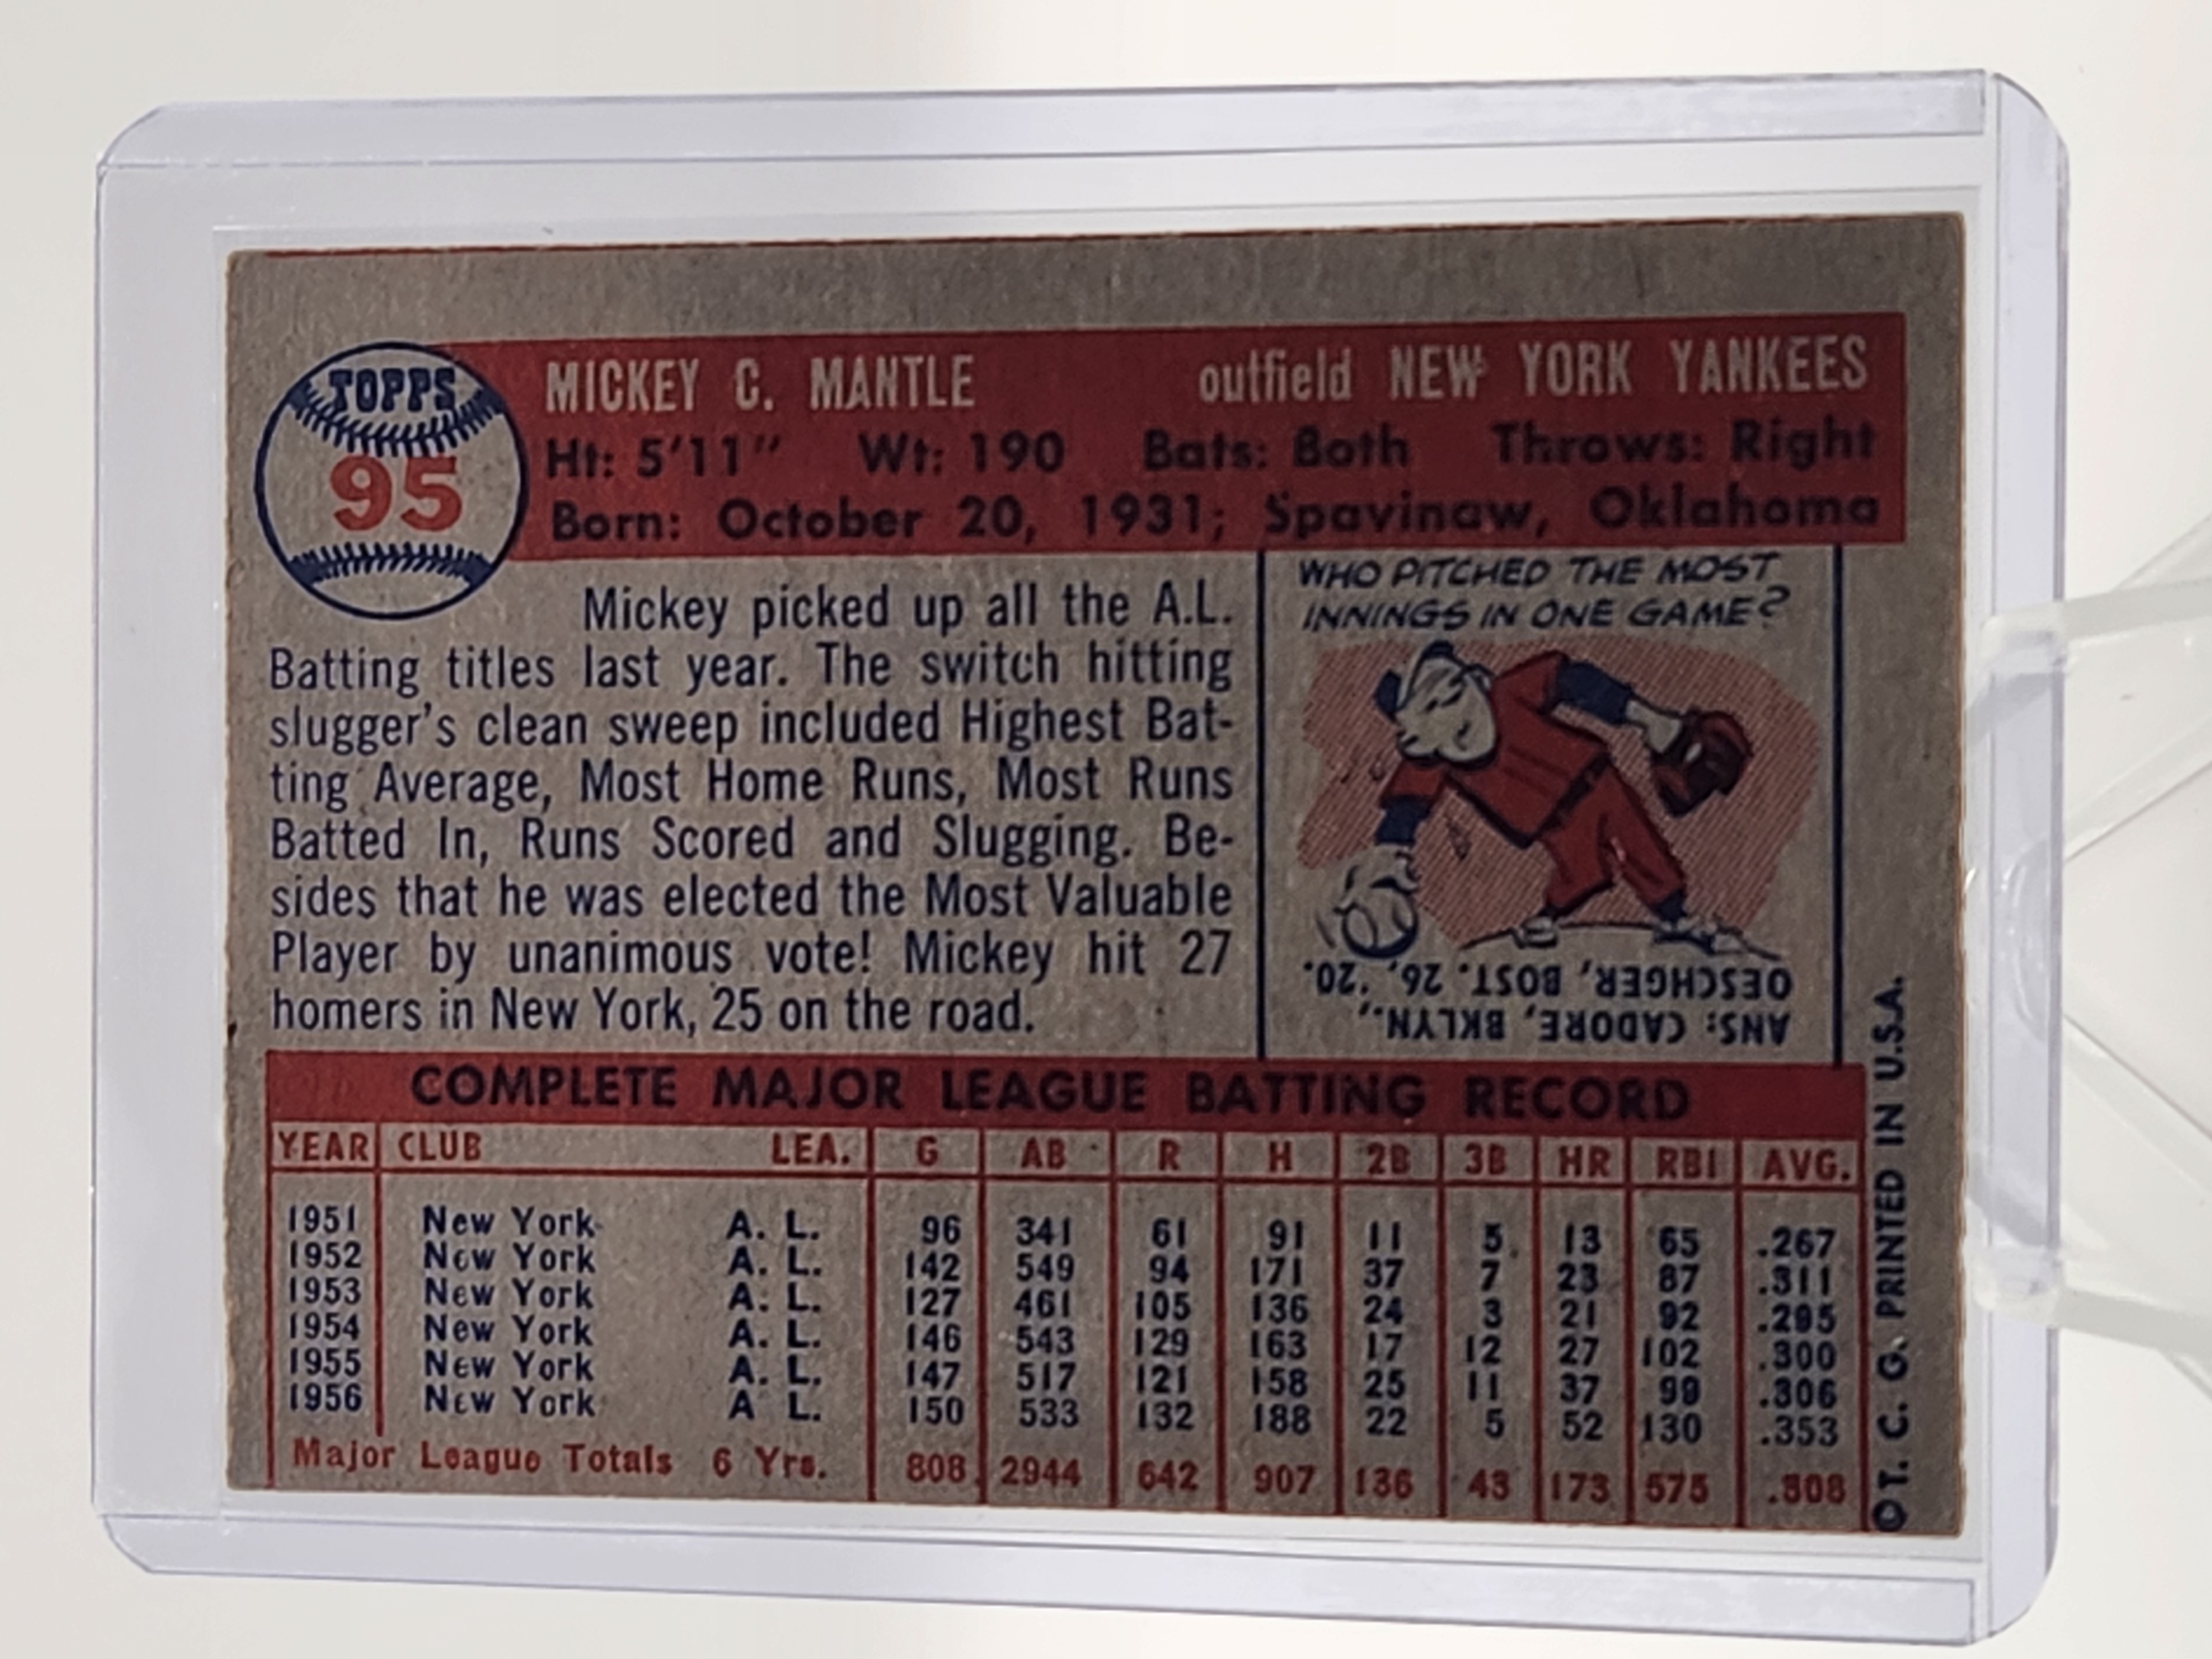 TOPPS
95
MICKEY C. MANTLE outfield NEW YORK YANKEES
Ht: 5'11" Wt: 190 Bats: Both Throws: Right
Born: October 20, 1931; Spavinaw, Oklahoma
Mickey picked up all the A.L.
Batting titles last year. The switch hitting
slugger's clean sweep included Highest Bat-
ting Average, Most Home Runs, Most Runs
Batted In, Runs Scored and Slugging. Be-
sides that he was elected the Most Valuable
Player by unanimous vote! Mickey hit 27
homers in New York, 25 on the road.
WHO PITCHED THE MOST
INNINGS IN ONE GAME?
ANS: CADORE, BKLYN.,
OESCHGER, BOST. 26, '20.
COMPLETE MAJOR LEAGUE BATTING RECORD
YEAR CLUB LEA. G AB R H 2B 3B HR RBI AVG.
1951 New York A. L. 96 341 61 91 11 5 13 65 .267
1952 New York A. L. 142 549 94 171 37 7 23 87 .311
1953 New York A. L. 127 461 105 136 24 3 21 92 .295
1954 New York A. L. 146 543 129 163 17 12 27 102 .300
1955 New York A. L. 147 517 121 158 25 11 37 99 .306
1956 New York A L. 150 533 132 188 22 5 52 130 .353
Major League Totals 6 Yrs. 808 2944 642 907 136 43 173 575 .308
©T. C. G. PRINTED IN U.S.A.